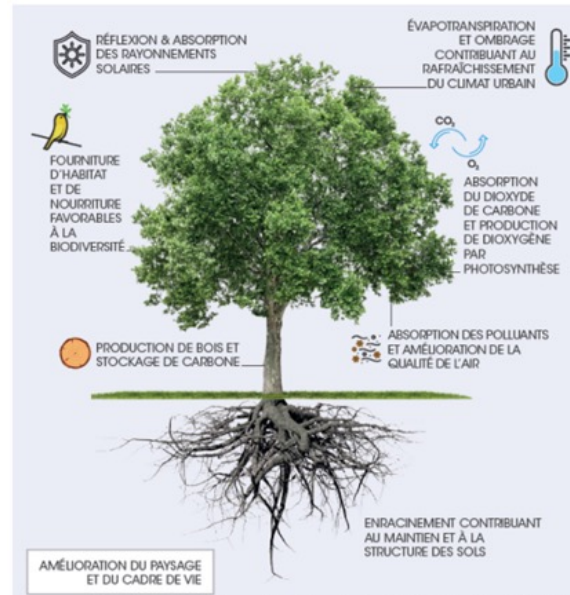 RÉFLEXION & ABSORPTION
DES RAYONNEMENTS
SOLAIRES
ÉVAPOTRANSPIRATION
ET OMBRAGE
CONTRIBUANT AU
RAFRAÎCHISSEMENT
DU CLIMAT URBAIN
FOURNITURE
D'HABITAT
ET DE
NOURRITURE
FAVORABLES
À LA
BIODIVERSITÉ
CO₂
O₂
ABSORPTION
DU DIOXYDE
DE CARBONE
ET PRODUCTION
DE DIOXYGÈNE
PAR
PHOTOSYNTHÈSE
PRODUCTION DE BOIS ET
STOCKAGE DE CARBONE
ABSORPTION DES POLLUANTS
ET AMÉLIORATION DE LA
QUALITÉ DE L'AIR
ENRACINEMENT CONTRIBUANT
AU MAINTIEN ET À LA
STRUCTURE DES SOLS
AMÉLIORATION DU PAYSAGE
ET DU CADRE DE VIE